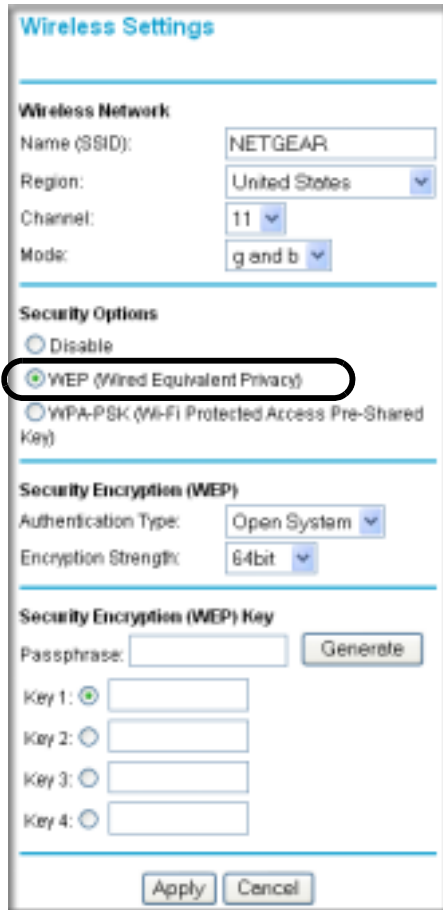 Wireless Settings
Wireless Network
Name (SSID): NETGEAR
Region: United States
Channel: 11
Mode: g and b
Security Options
Disable
WEP (Wired Equivalent Privacy)
WPA-PSK (Wi-Fi Protected Access Pre-Shared
Key)
Security Encryption (WEP)
Authentication Type: Open System
Encryption Strength: 64bit
Security Encryption (WEP) Key
Passphrase: Generate
Key 1:
Key 2:
Key 3:
Key 4:
Apply Cancel